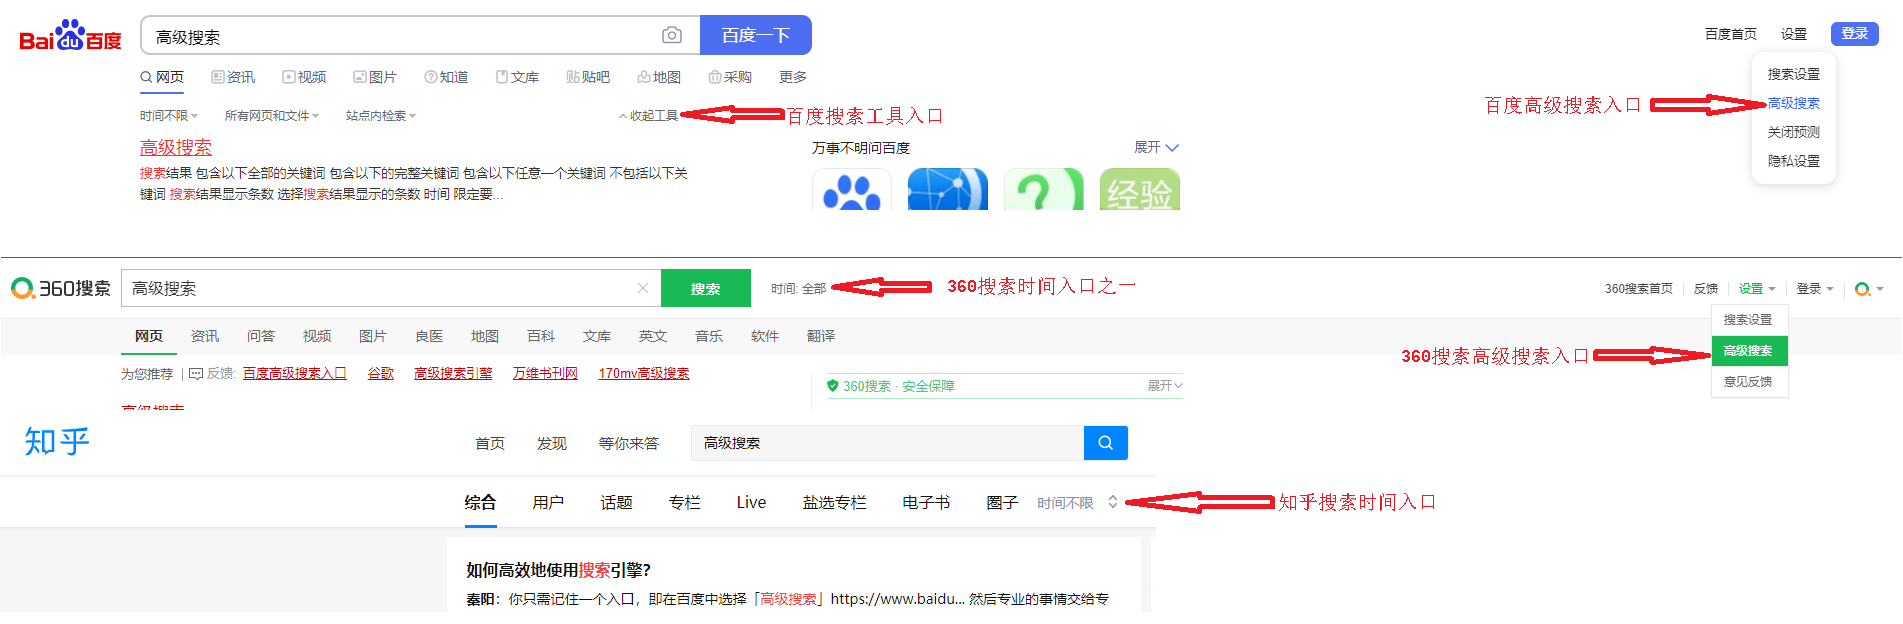 Bai du 百度 高级搜索 百度一下 百度首页 设置 登录
网页 资讯 视频 图片 知道 文库 贴吧 地图 采购 更多
搜索设置
时间不限 所有网页和文件 站点内检索 收起工具 百度搜索工具入口 百度高级搜索入口 高级搜索
关闭预测
隐私设置
高级搜索 万事不明问百度 展开
搜索结果 包含以下全部的关键词 包含以下的完整关键词 包含以下任意一个关键词 不包括以下关
键词 搜索结果显示条数 选择搜索结果显示的条数 时间 限定要...
经验
360搜索 高级搜索 搜索 时间: 全部 360搜索时间入口之一 360搜索首页 反馈 设置 登录
搜索设置
网页 资讯 问答 视频 图片 良医 地图 百科 文库 英文 音乐 软件 翻译
360搜索高级搜索入口 高级搜索
意见反馈
为您推荐 反馈: 百度高级搜索入口 谷歌 高级搜索引擎 万维书刊网 170mv高级搜索
360搜索 · 安全保障 展开
高级搜索
知乎 首页 发现 等你来答 高级搜索
综合 用户 话题 专栏 Live 盐选专栏 电子书 圈子 时间不限 知乎搜索时间入口
如何高效地使用搜索引擎?
秦阳: 你只需记住一个入口，即在百度中选择「高级搜索」https://www.baidu... 然后专业的事情交给专